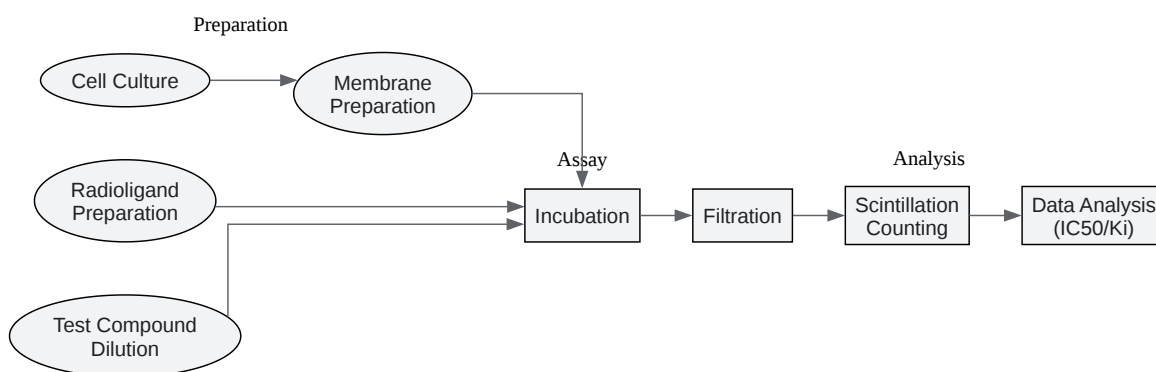 Preparation
Cell Culture
Membrane
Preparation
Radioligand
Preparation
Test Compound
Dilution
Assay
Incubation
Filtration
Analysis
Scintillation
Counting
Data Analysis
(IC50/Ki)